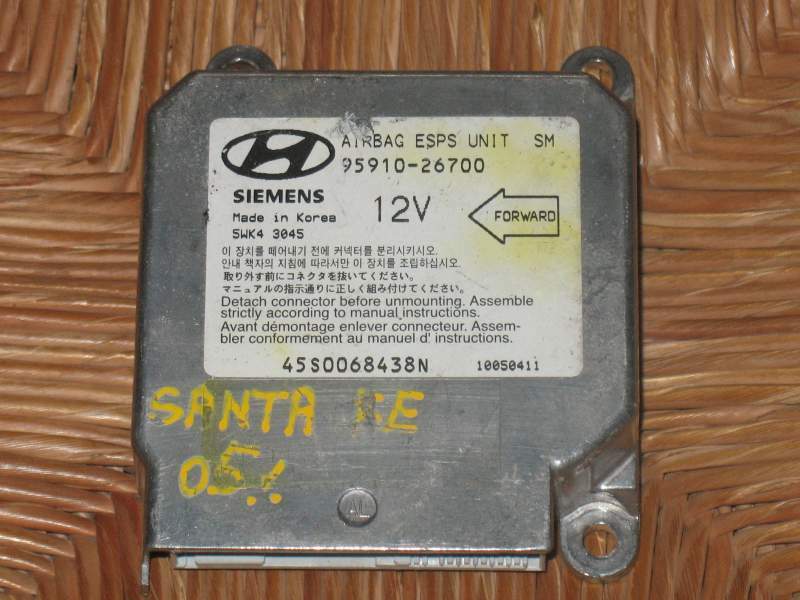 AIRBAG ESPS UNIT SM
95910-26700
SIEMENS
Made in Korea
5WK4 3045
12V
FORWARD
이 장치를 떼어내기 전에 커넥터를 분리시키시오.
안내 책자의 지침에 따라서만 이 장치를 조립하십시오.
取り外す前にコネクタを抜いてください。
マニュアルの指示通りに正しく組み付けてください。
Detach connector before unmounting. Assemble
strictly according to manual instructions.
Avant démontage enlever connecteur. Assem-
bler conformement au manuel d' instructions.
45S0068438N 10050411
SANTA FE
05!
AL